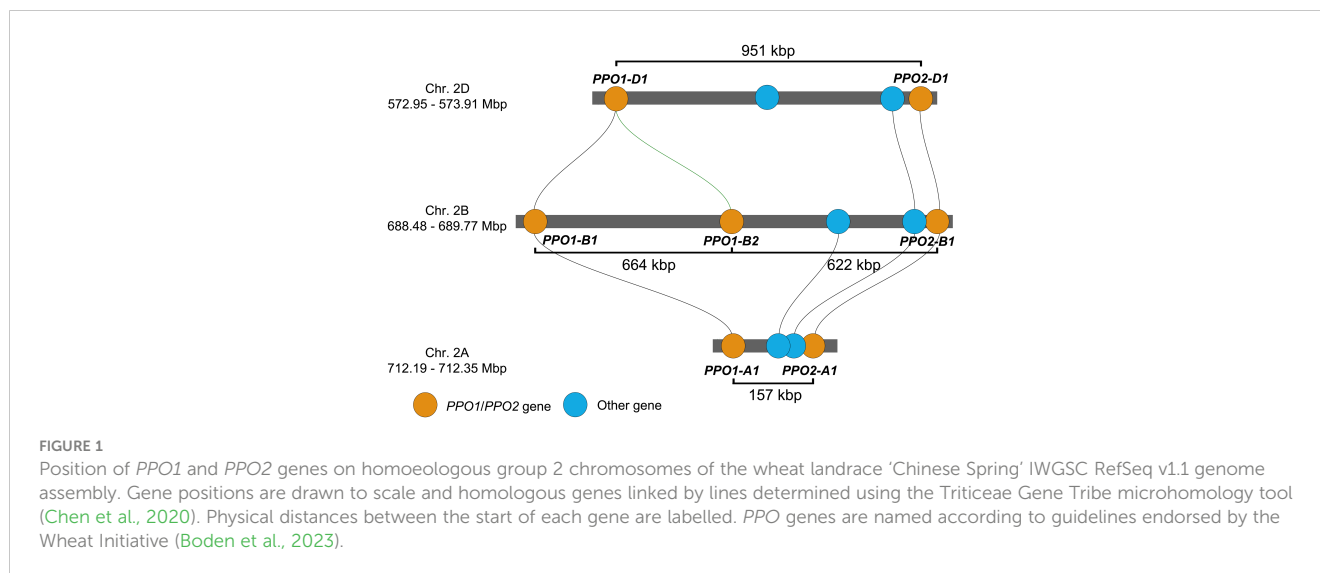 951 kbp
PPO1-D1
PPO2-D1
Chr. 2D
572.95 - 573.91 Mbp
Chr. 2B
688.48 - 689.77 Mbp
PPO1-B1
PPO1-B2
PPO2-B1
664 kbp
622 kbp
Chr. 2A
712.19 - 712.35 Mbp
PPO1-A1
PPO2-A1
157 kbp
PPO1/PPO2 gene
Other gene
FIGURE 1
Position of PPO1 and PPO2 genes on homoeologous group 2 chromosomes of the wheat landrace ‘Chinese Spring’ IWGSC RefSeq v1.1 genome
assembly. Gene positions are drawn to scale and homologous genes linked by lines determined using the Triticeae Gene Tribe microhomology tool
(Chen et al., 2020). Physical distances between the start of each gene are labelled. PPO genes are named according to guidelines endorsed by the
Wheat Initiative (Boden et al., 2023).